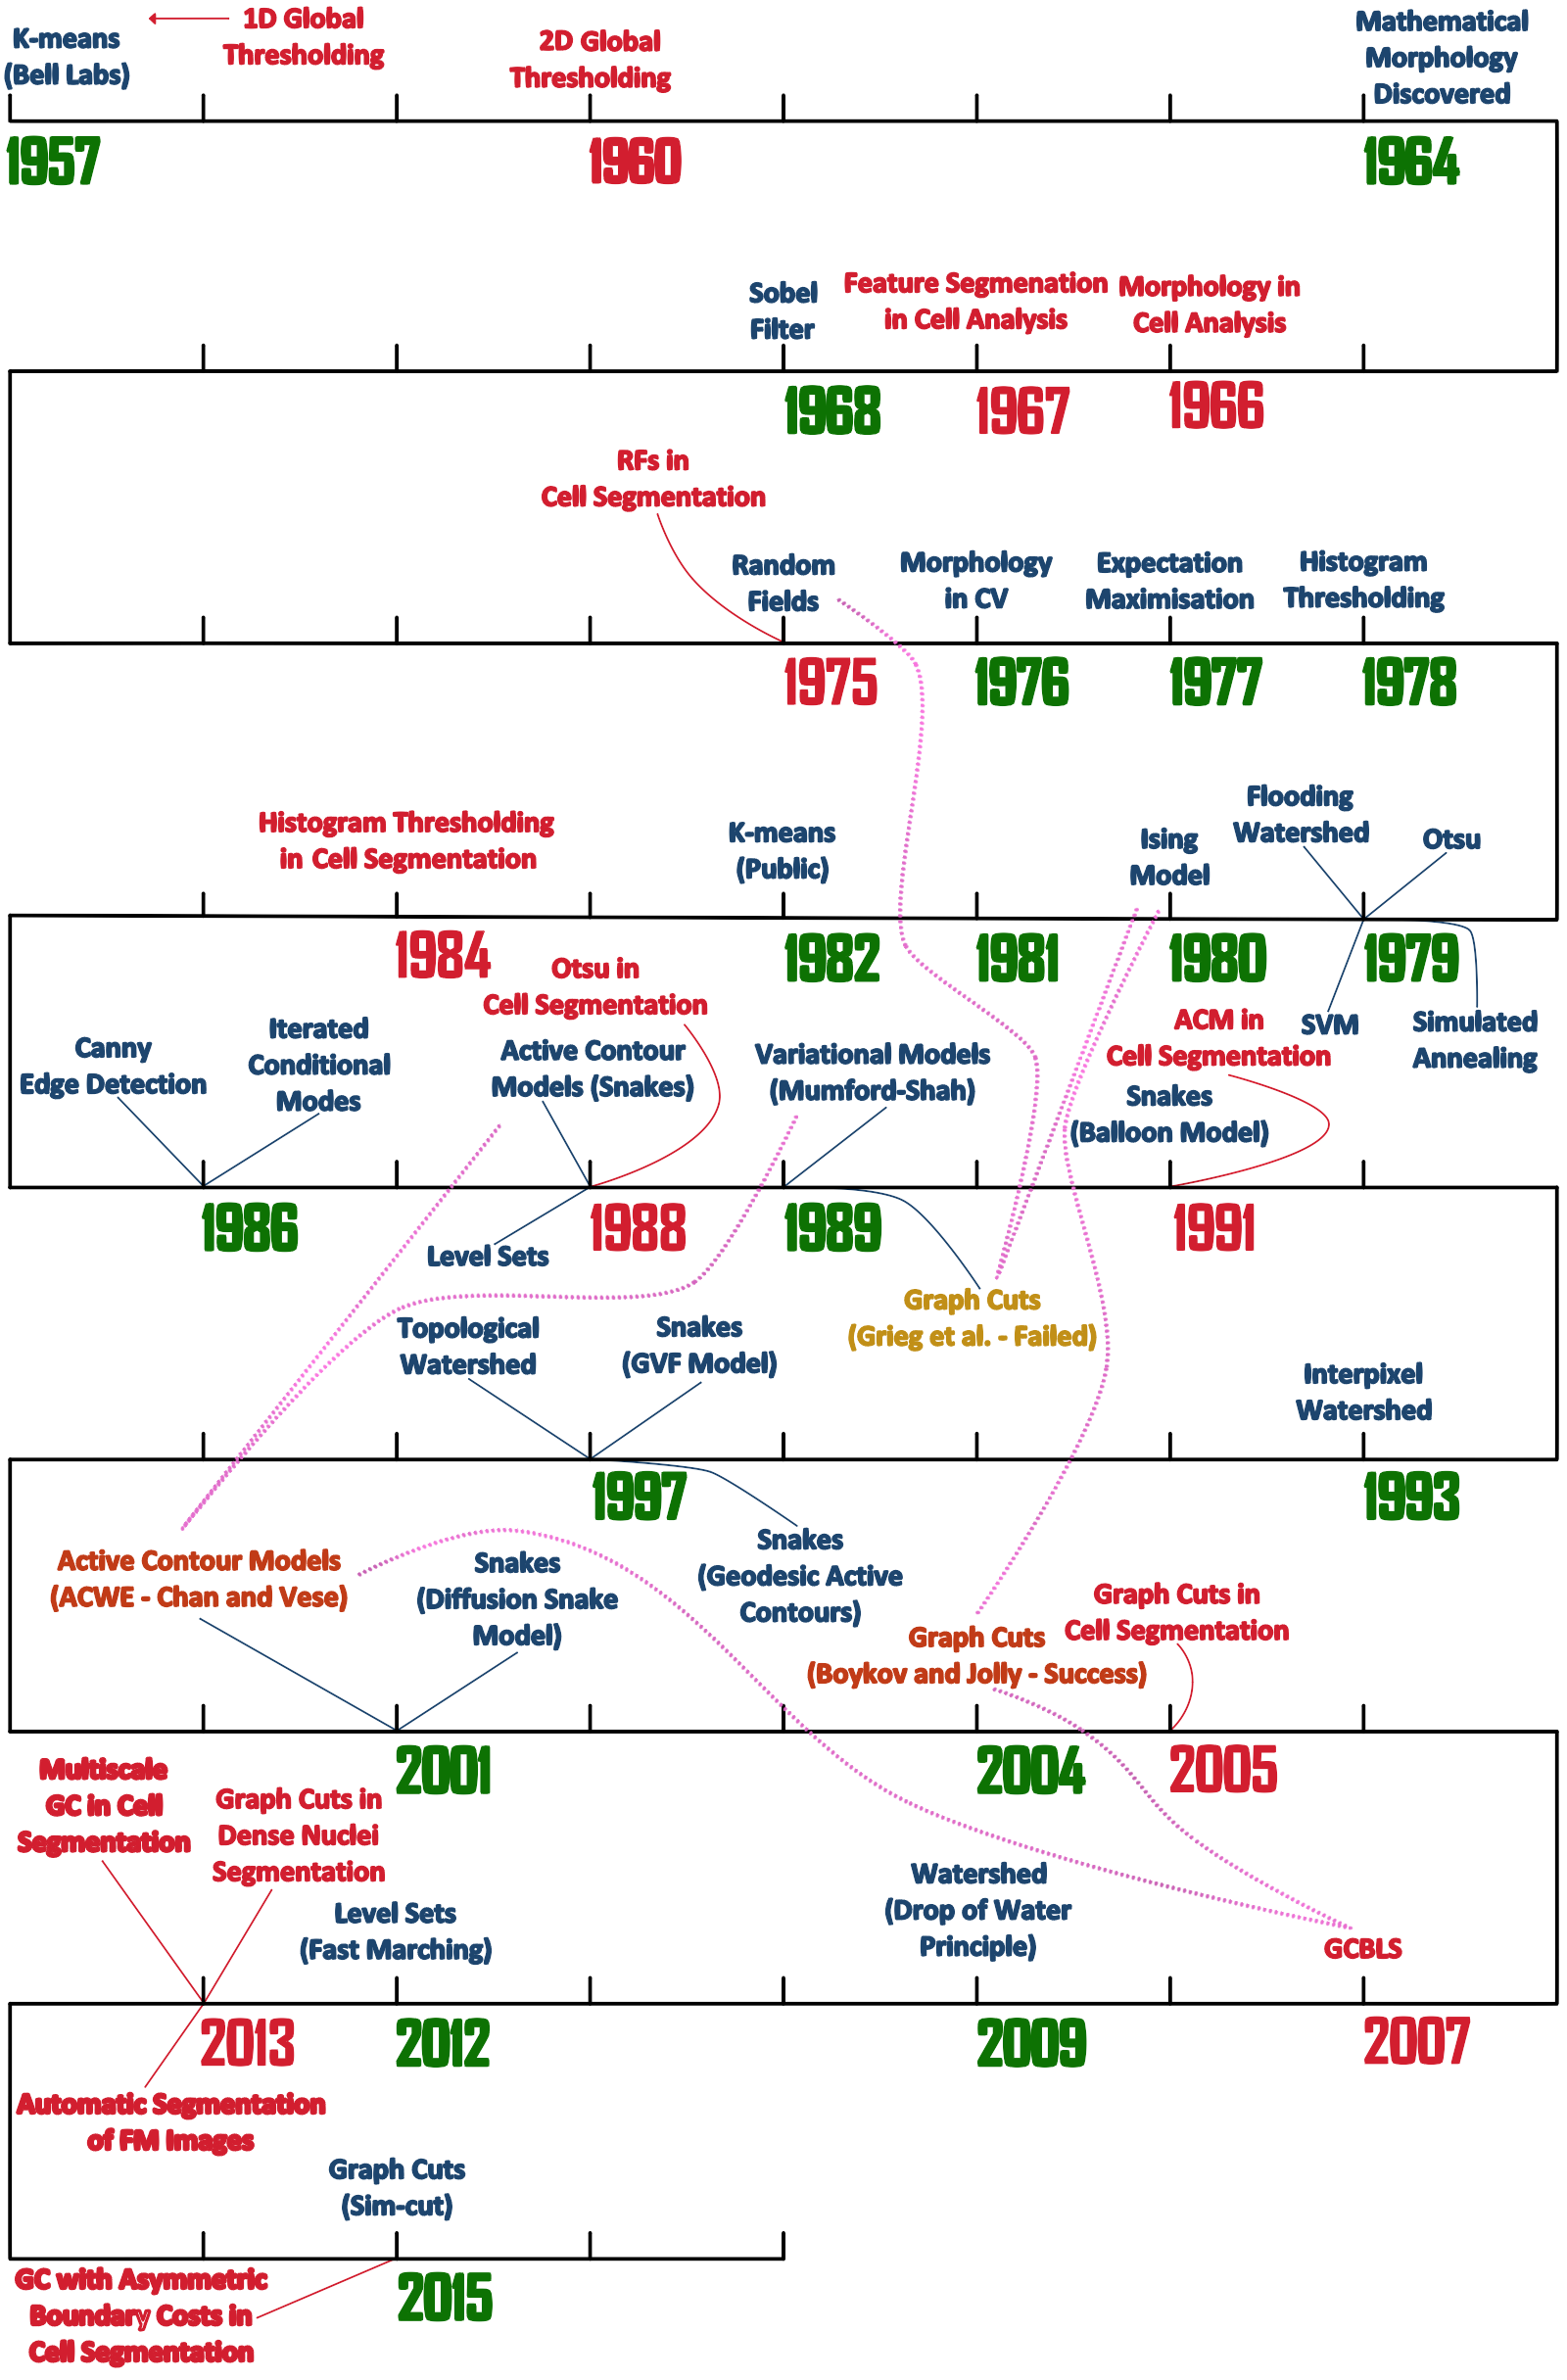 K-means
(Bell Labs)
1D Global
Thresholding
2D Global
Thresholding
Mathematical
Morphology
Discovered
1957
1960
1964
Sobel
Filter
Feature Segmenation
in Cell Analysis
Morphology in
Cell Analysis
1968
1967
1966
RFs in
Cell Segmentation
Random
Fields
Morphology
in CV
Expectation
Maximisation
Histogram
Thresholding
1975
1976
1977
1978
Histogram Thresholding
in Cell Segmentation
K-means
(Public)
Ising
Model
Flooding
Watershed
Otsu
1984
1982
1981
1980
1979
Otsu in
Cell Segmentation
ACM in
Cell Segmentation
SVM
Simulated
Annealing
Canny
Edge Detection
Iterated
Conditional
Modes
Active Contour
Models (Snakes)
Variational Models
(Mumford-Shah)
Snakes
(Balloon Model)
1986
1988
1989
1991
Level Sets
Graph Cuts
(Grieg et al. - Failed)
Topological
Watershed
Snakes
(GVF Model)
Interpixel
Watershed
1997
1993
Active Contour Models
(ACWE - Chan and Vese)
Snakes
(Diffusion Snake
Model)
Snakes
(Geodesic Active
Contours)
Graph Cuts
(Boykov and Jolly - Success)
Graph Cuts in
Cell Segmentation
2001
2004
2005
Multiscale
GC in Cell
Segmentation
Graph Cuts in
Dense Nuclei
Segmentation
Level Sets
(Fast Marching)
Watershed
(Drop of Water
Principle)
GCBLS
2013
2012
2009
2007
Automatic Segmentation
of FM Images
Graph Cuts
(Sim-cut)
2015
GC with Asymmetric
Boundary Costs in
Cell Segmentation